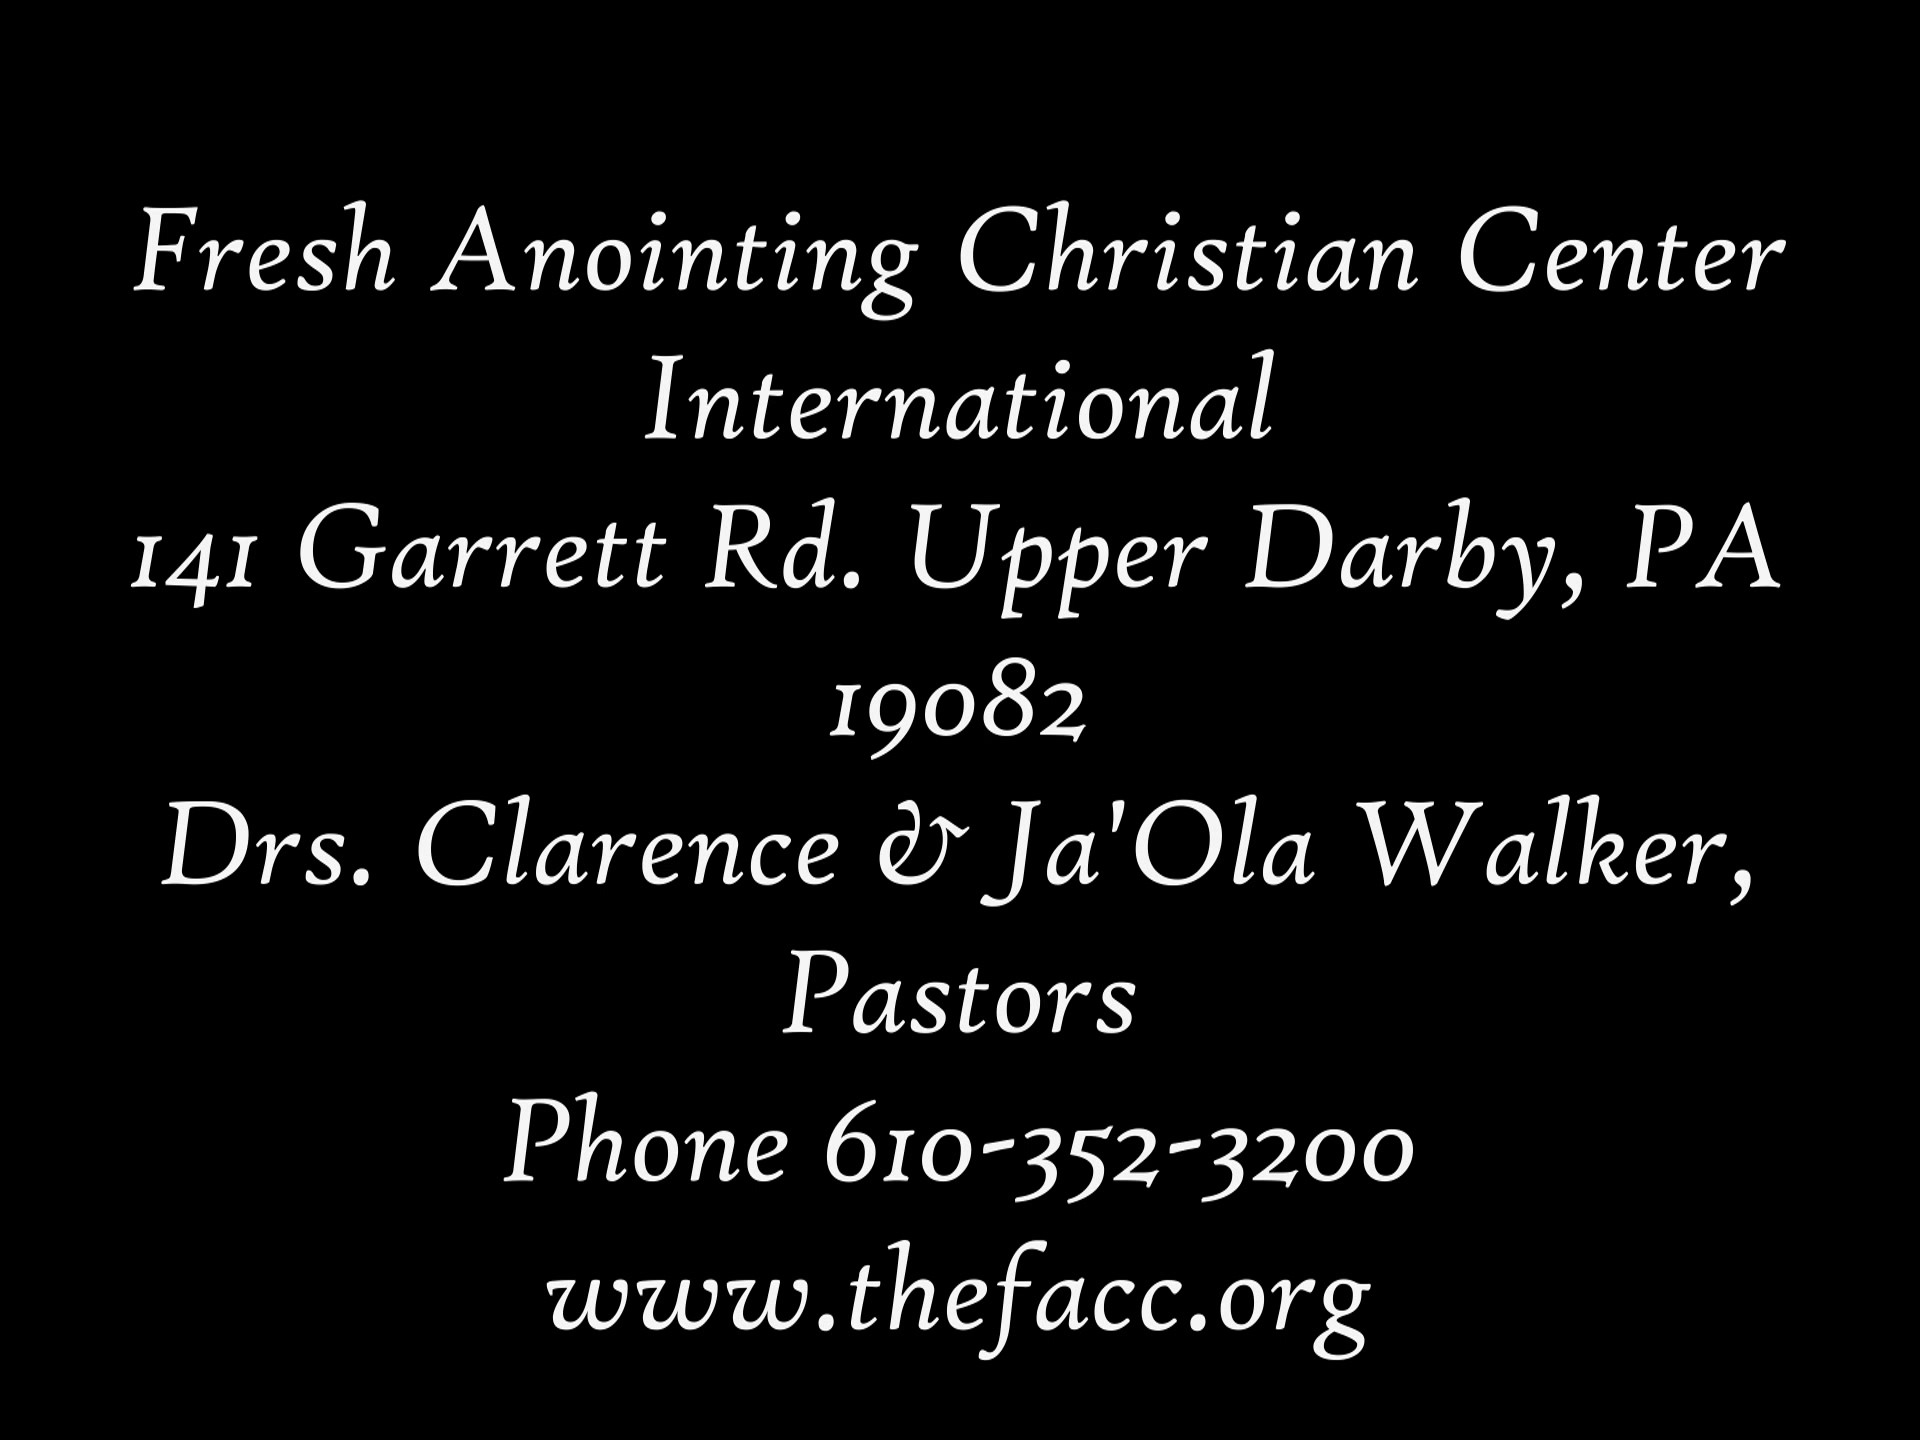 Fresh Anointing Christian Center
International
141 Garrett Rd. Upper Darby, PA
19082
Drs. Clarence & Ja'Ola Walker,
Pastors
Phone 610-352-3200
www.thefacc.org